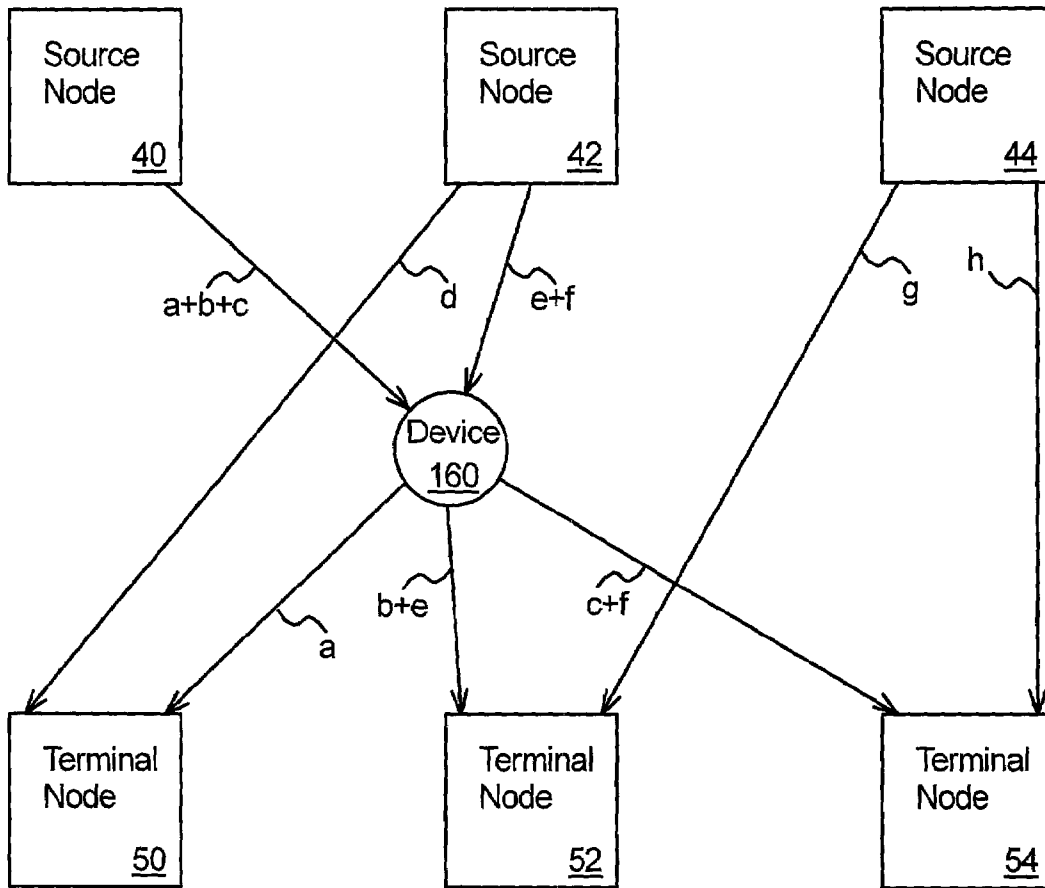 Source
Node
40
Source
Node
42
Source
Node
44
a+b+c
d
e+f
g
h
Device
160
a
b+e
c+f
Terminal
Node
50
Terminal
Node
52
Terminal
Node
54